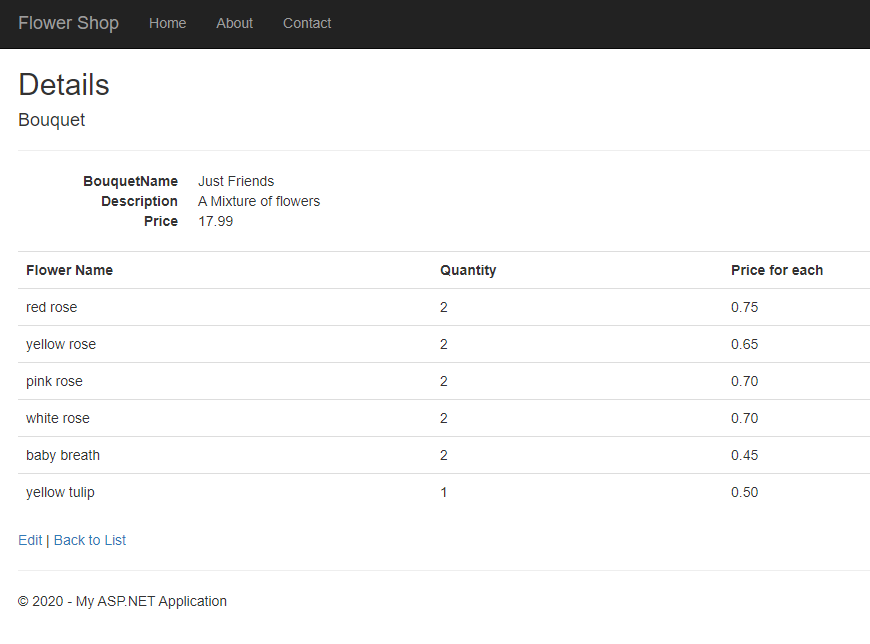 Flower Shop Home About Contact
Details
Bouquet
BouquetName Just Friends
Description A Mixture of flowers
Price 17.99
Flower Name Quantity Price for each
red rose 2 0.75
yellow rose 2 0.65
pink rose 2 0.70
white rose 2 0.70
baby breath 2 0.45
yellow tulip 1 0.50
Edit | Back to List
© 2020 - My ASP.NET Application